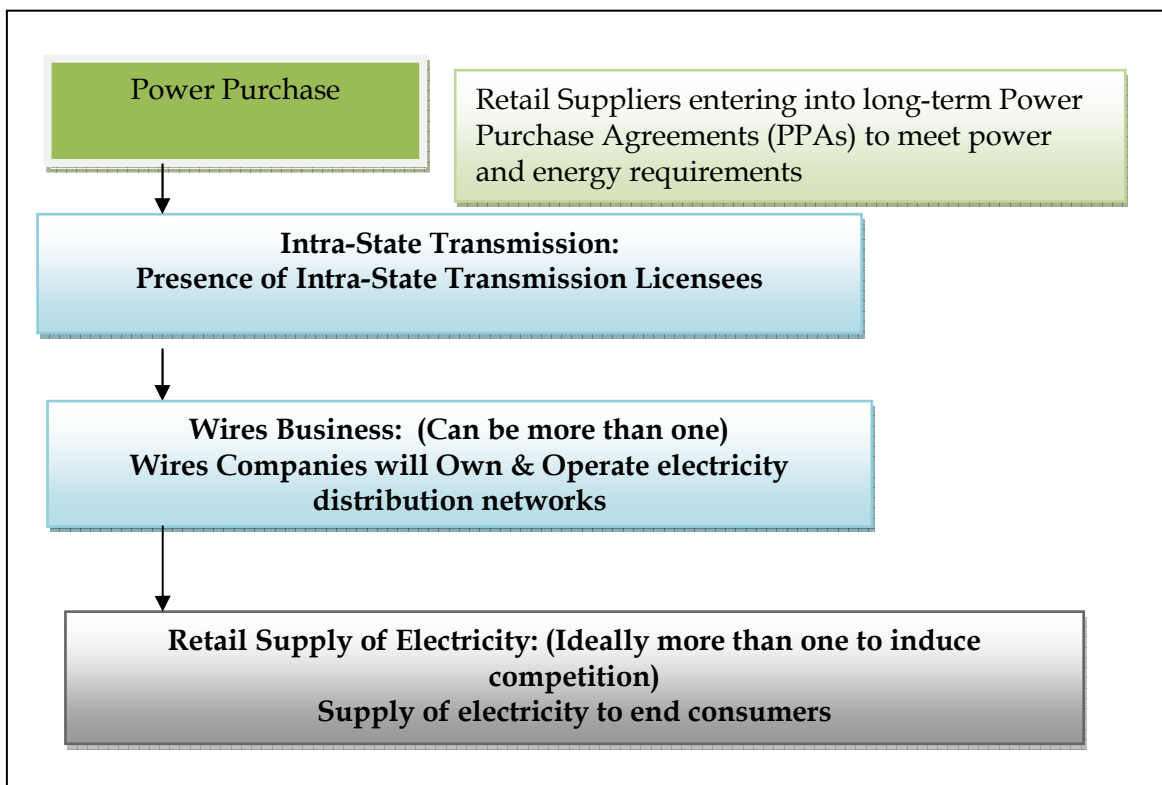 Power Purchase
Retail Suppliers entering into long-term Power
Purchase Agreements (PPAs) to meet power
and energy requirements
Intra-State Transmission:
Presence of Intra-State Transmission Licensees
Wires Business: (Can be more than one)
Wires Companies will Own & Operate electricity
distribution networks
Retail Supply of Electricity: (Ideally more than one to induce
competition)
Supply of electricity to end consumers